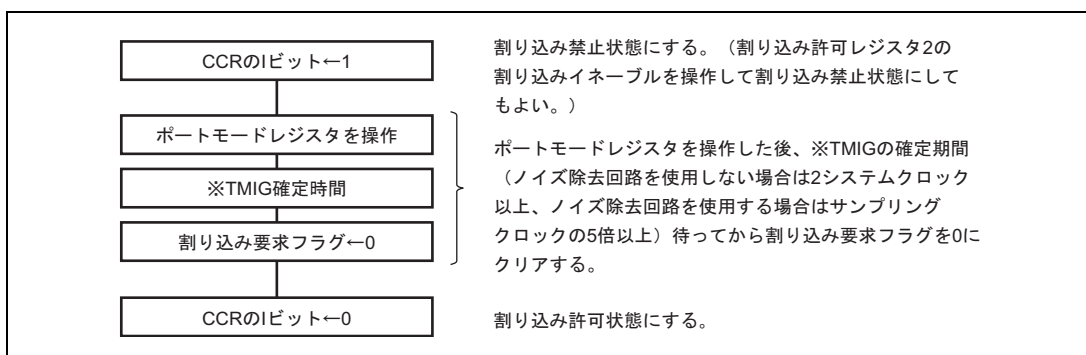 CCRのIビット←1
割り込み禁止状態にする。（割り込み許可レジスタ2の
割り込みイネーブルを操作して割り込み禁止状態にして
もよい。）
ポートモードレジスタを操作
※TMIG確定時間
割り込み要求フラグ←0
ポートモードレジスタを操作した後、※TMIGの確定期間
（ノイズ除去回路を使用しない場合は2システムクロック
以上、ノイズ除去回路を使用する場合はサンプリング
クロックの5倍以上）待ってから割り込み要求フラグを0に
クリアする。
CCRのIビット←0
割り込み許可状態にする。